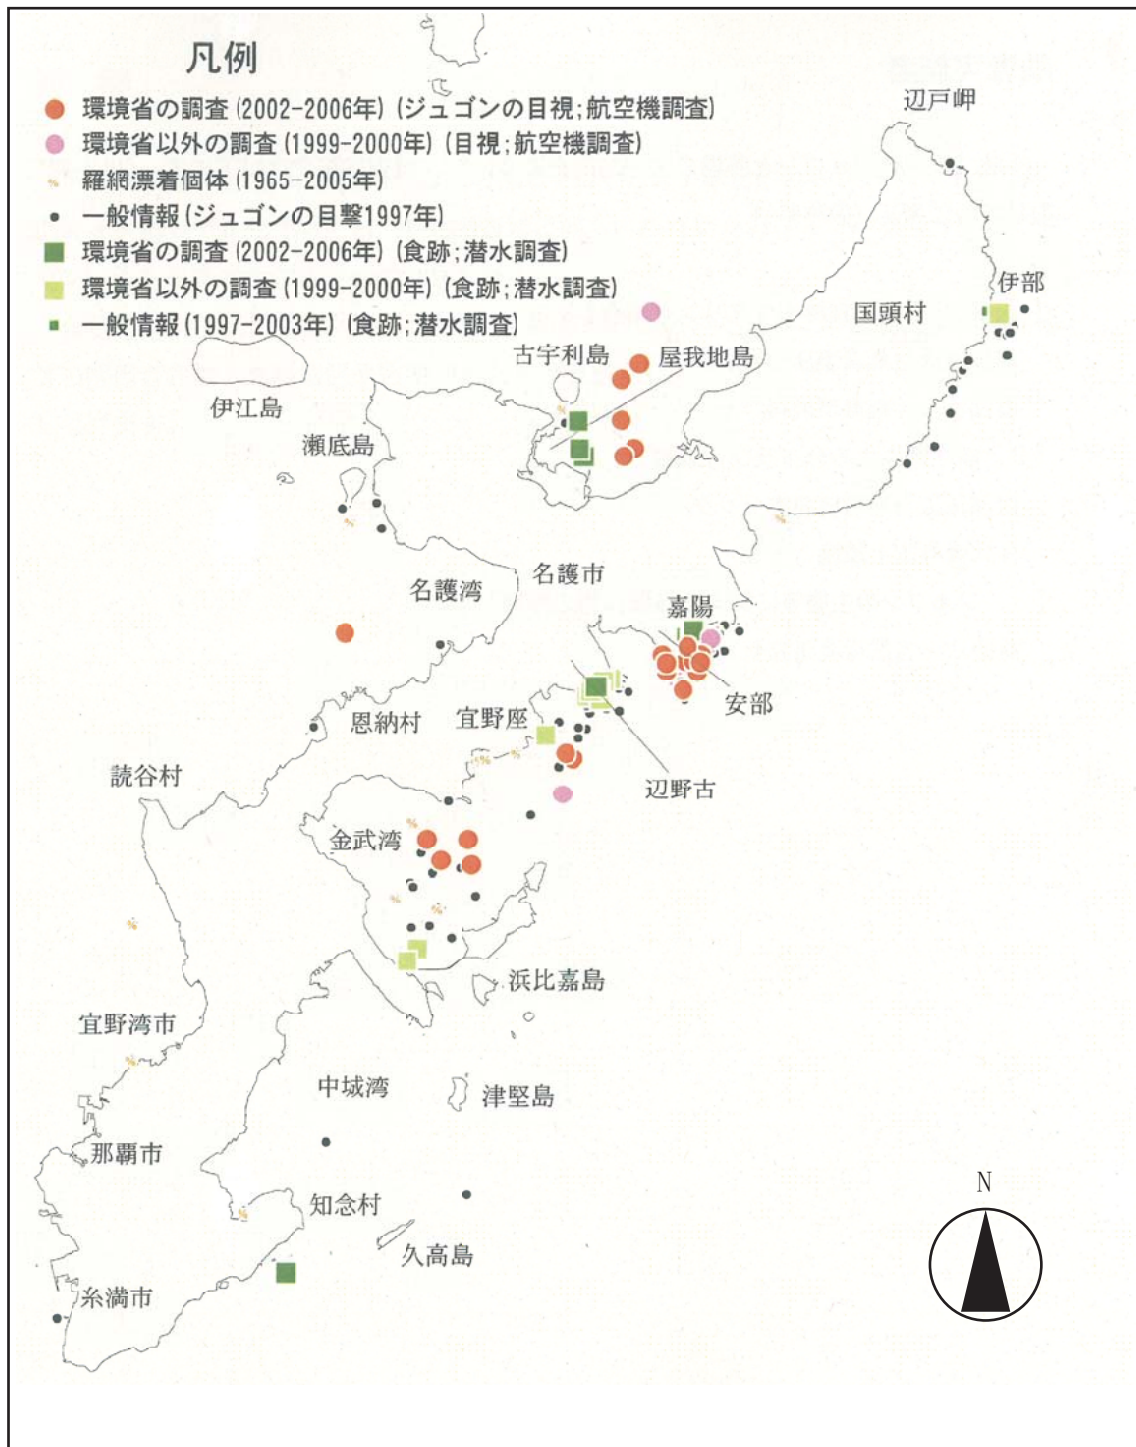 凡例
環境省の調査(2002-2006年) (ジュゴンの目視;航空機調査)
環境省以外の調査(1999-2000年) (目視;航空機調査)
羅網漂着個体(1965-2005年)
一般情報(ジュゴンの目撃1997年)
環境省の調査(2002-2006年) (食跡;潜水調査)
環境省以外の調査(1999-2000年) (食跡;潜水調査)
一般情報(1997-2003年) (食跡;潜水調査)
辺戸岬
伊部
国頭村
古宇利島
屋我地島
伊江島
瀬底島
名護湾
名護市
嘉陽
安部
恩納村
宜野座
読谷村
辺野古
金武湾
浜比嘉島
宜野湾市
中城湾
津堅島
那覇市
知念村
久高島
糸満市
N